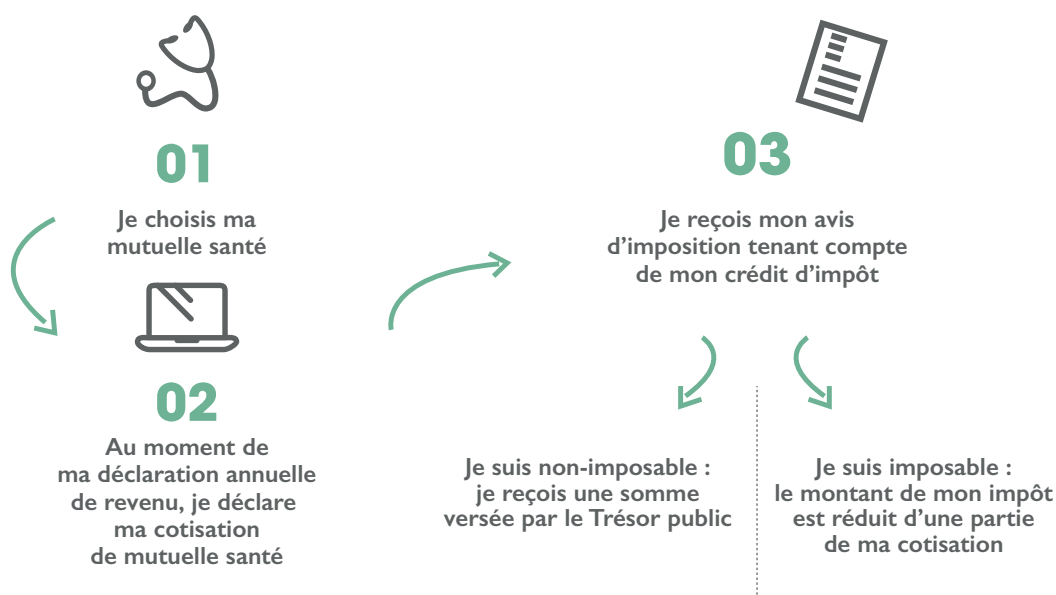 01
Je choisis ma
mutuelle santé
02
Au moment de
ma déclaration annuelle
de revenu, je déclare
ma cotisation
de mutuelle santé
03
Je reçois mon avis
d’imposition tenant compte
de mon crédit d’impôt
Je suis non-imposable :
je reçois une somme
versée par le Trésor public
Je suis imposable :
le montant de mon impôt
est réduit d’une partie
de ma cotisation